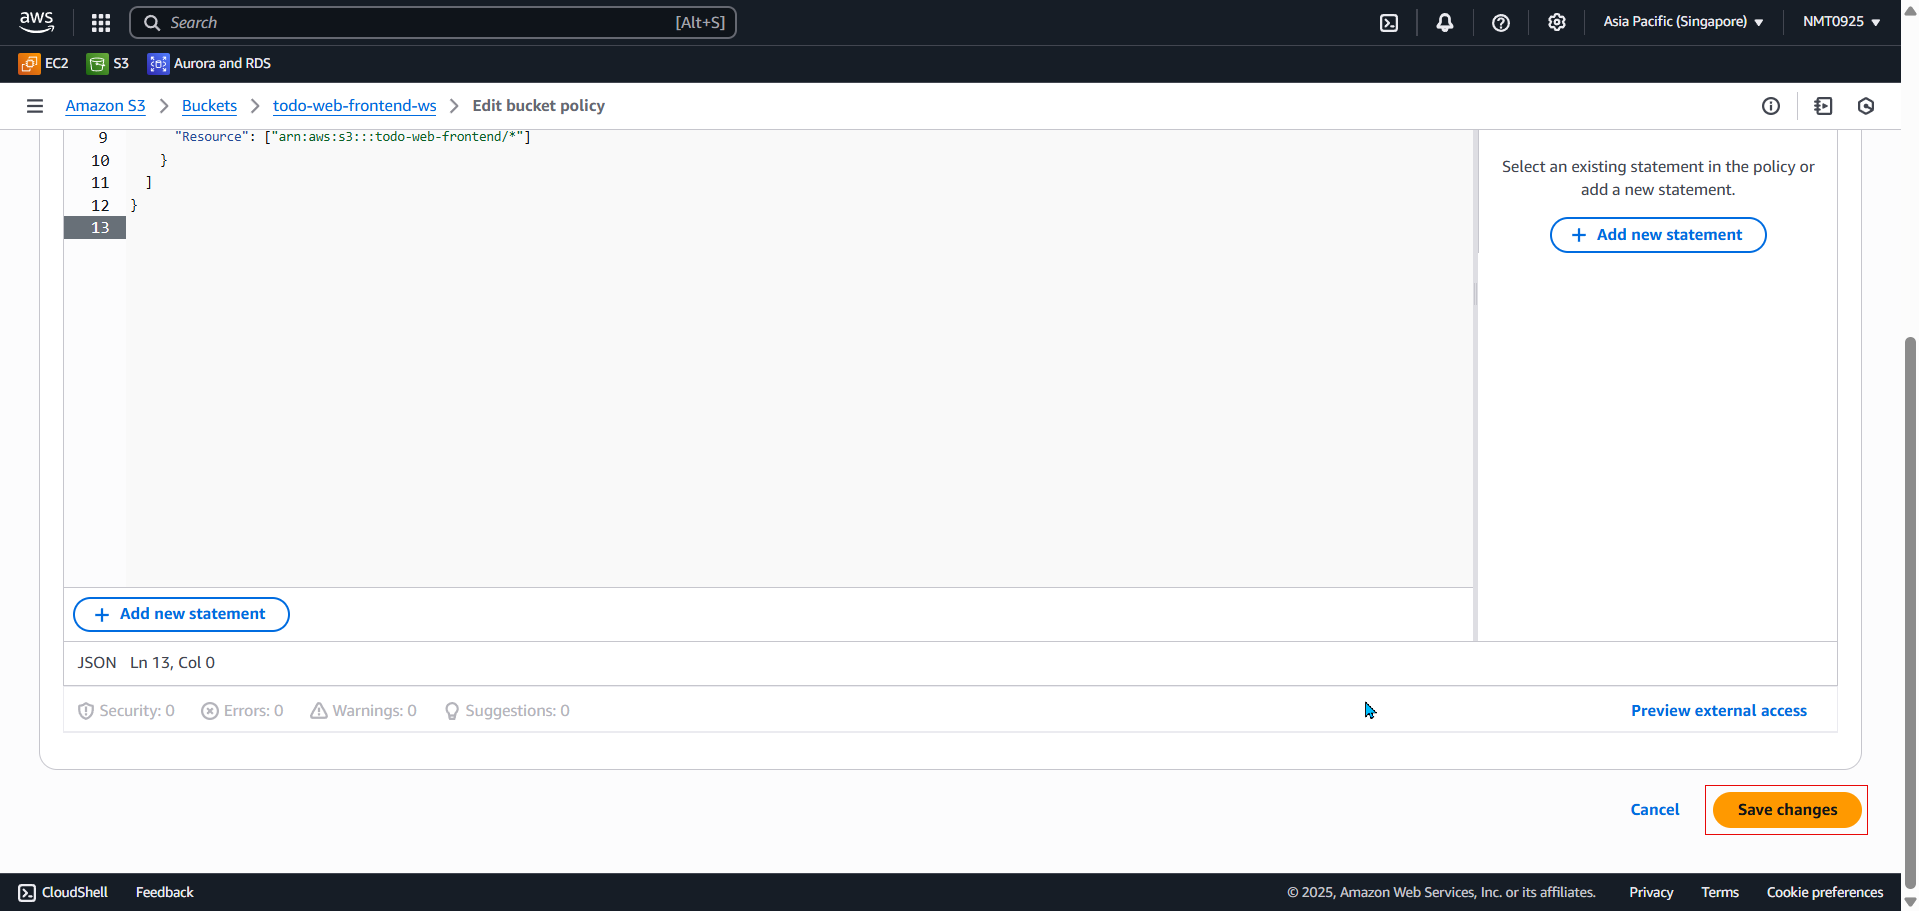 aws
Search [Alt+S]
Asia Pacific (Singapore)
NMT0925
EC2
S3
Aurora and RDS
Amazon S3 > Buckets > todo-web-frontend-ws > Edit bucket policy
9 "Resource": ["arn:aws:s3:::todo-web-frontend/*"]
10 }
11 ]
12 }
13
Select an existing statement in the policy or
add a new statement.
+ Add new statement
+ Add new statement
JSON Ln 13, Col 0
Security: 0 Errors: 0 Warnings: 0 Suggestions: 0
Preview external access
Cancel
Save changes
CloudShell Feedback
© 2025, Amazon Web Services, Inc. or its affiliates. Privacy Terms Cookie preferences